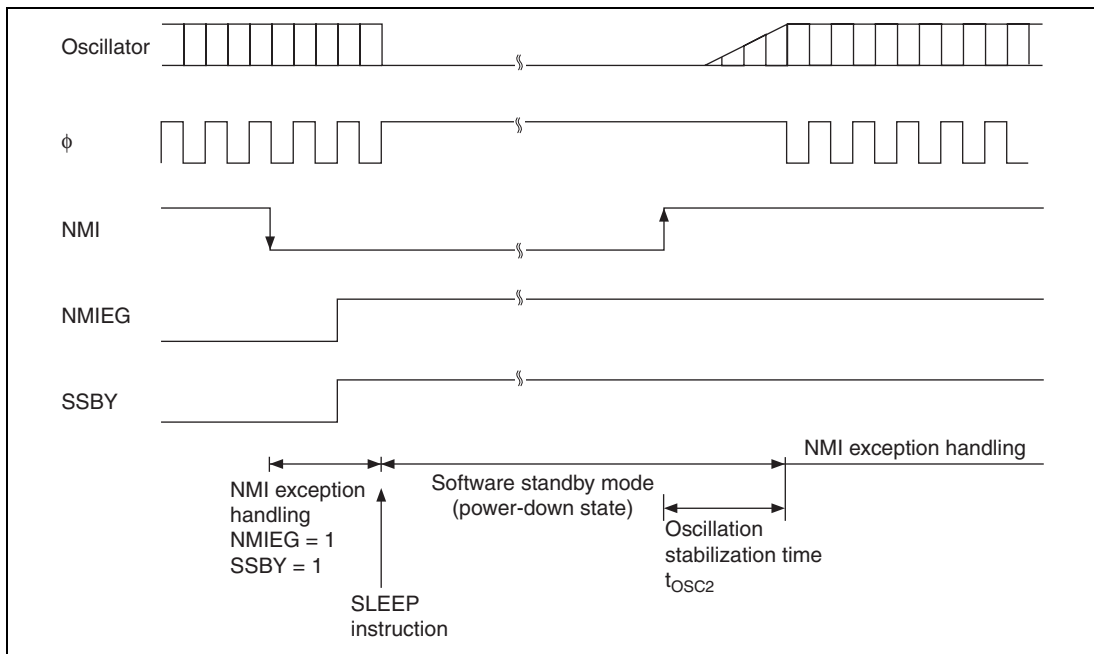 Oscillator
ϕ
NMI
NMIEG
SSBY
NMI exception handling
NMI exception
handling
NMIEG = 1
SSBY = 1
Software standby mode
(power-down state)
Oscillation
stabilization time
tOSC2
SLEEP
instruction